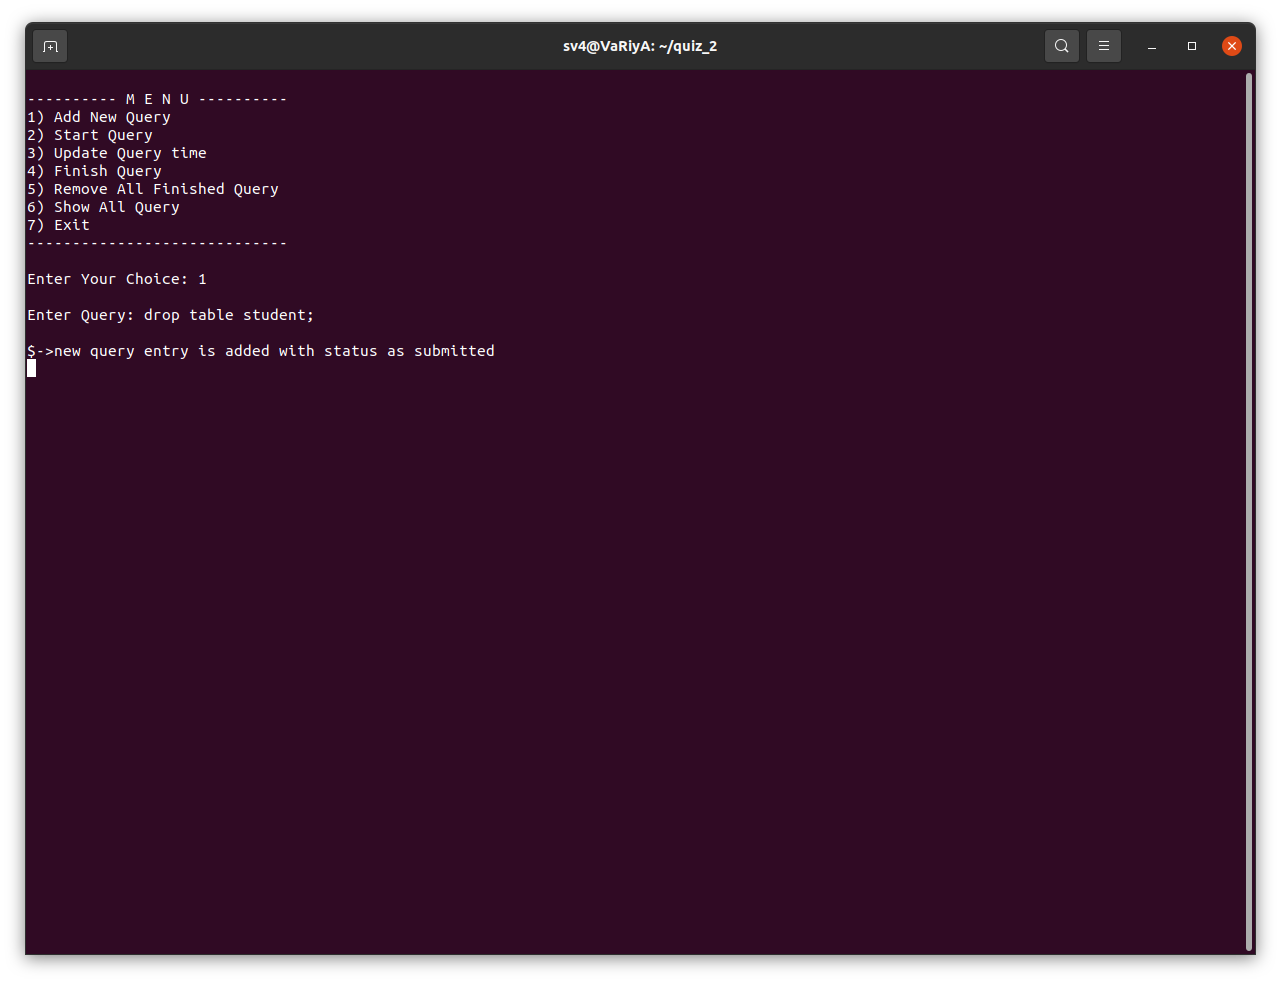 sv4@VaRiyA: ~/quiz_2
---------- M E N U ----------
1) Add New Query
2) Start Query
3) Update Query time
4) Finish Query
5) Remove All Finished Query
6) Show All Query
7) Exit
-----------------------------
Enter Your Choice: 1
Enter Query: drop table student;
$->new query entry is added with status as submitted